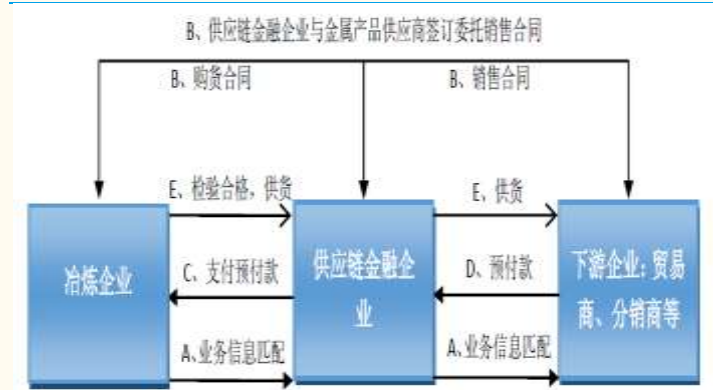 B、供应链金融企业与金属产品供应商签订委托销售合同
B、购货合同
B、销售合同
E、检验合格，供货
E、供货
冶炼企业
C、支付预付款
供应链金融企
业
D、预付款
下游企业：贸易
商、分销商等
A、业务信息匹配
A、业务信息匹配